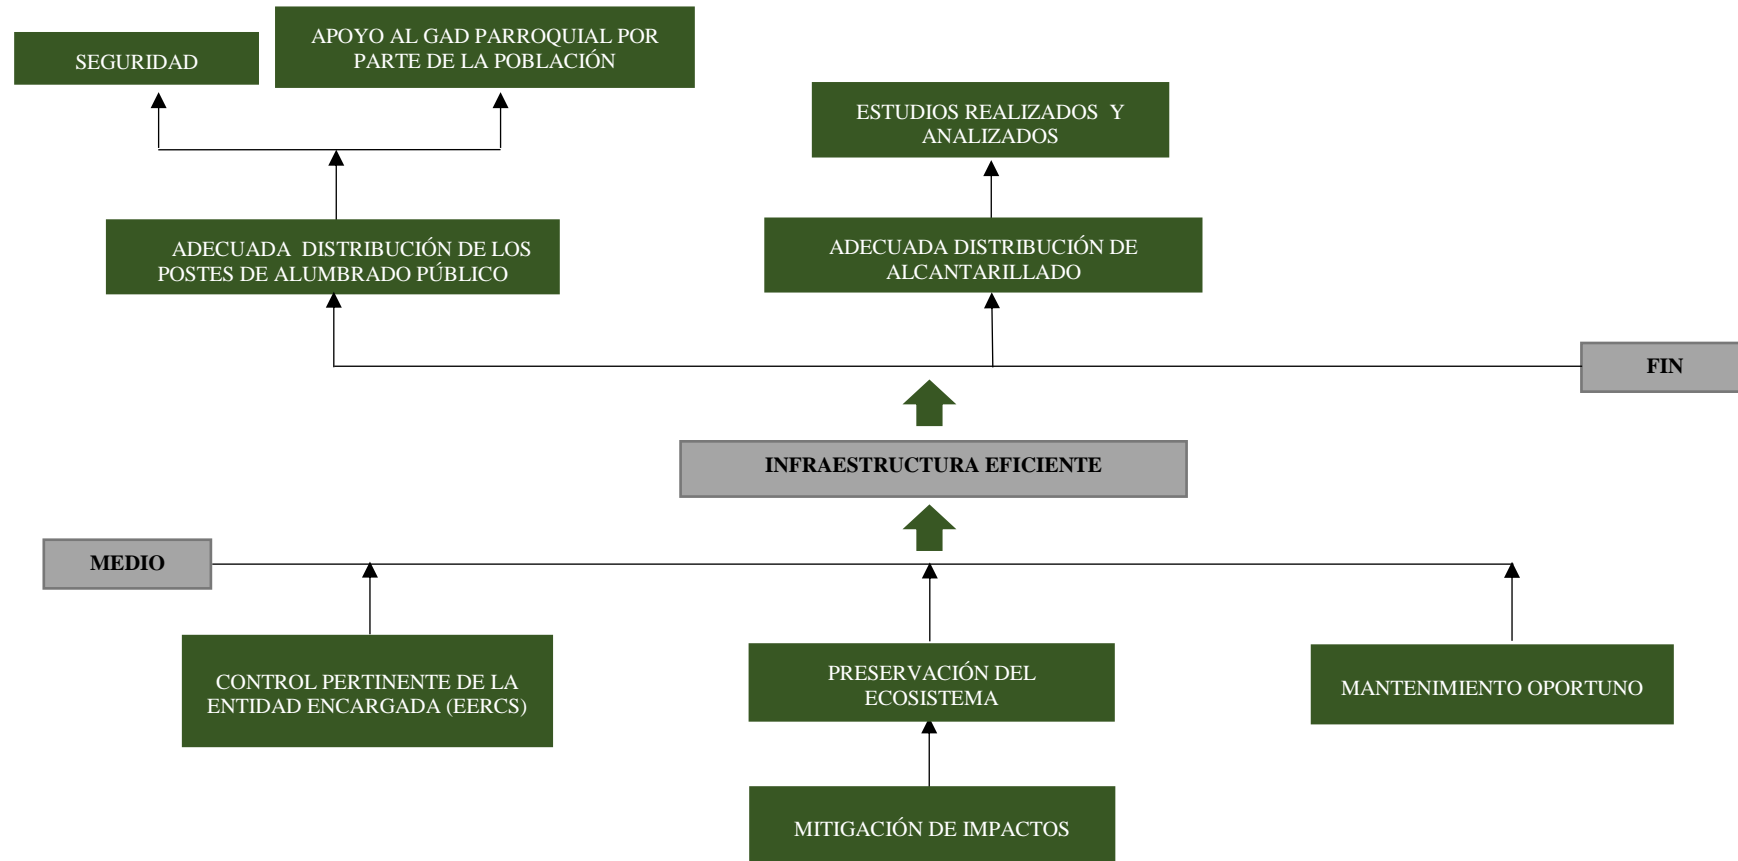 SEGURIDAD
APOYO AL GAD PARROQUIAL POR
PARTE DE LA POBLACIÓN
ESTUDIOS REALIZADOS Y
ANALIZADOS
ADECUADA DISTRIBUCIÓN DE LOS
POSTES DE ALUMBRADO PÚBLICO
ADECUADA DISTRIBUCIÓN DE
ALCANTARILLADO
FIN
INFRAESTRUCTURA EFICIENTE
MEDIO
CONTROL PERTINENTE DE LA
ENTIDAD ENCARGADA (EERCS)
PRESERVACIÓN DEL
ECOSISTEMA
MANTENIMIENTO OPORTUNO
MITIGACIÓN DE IMPACTOS